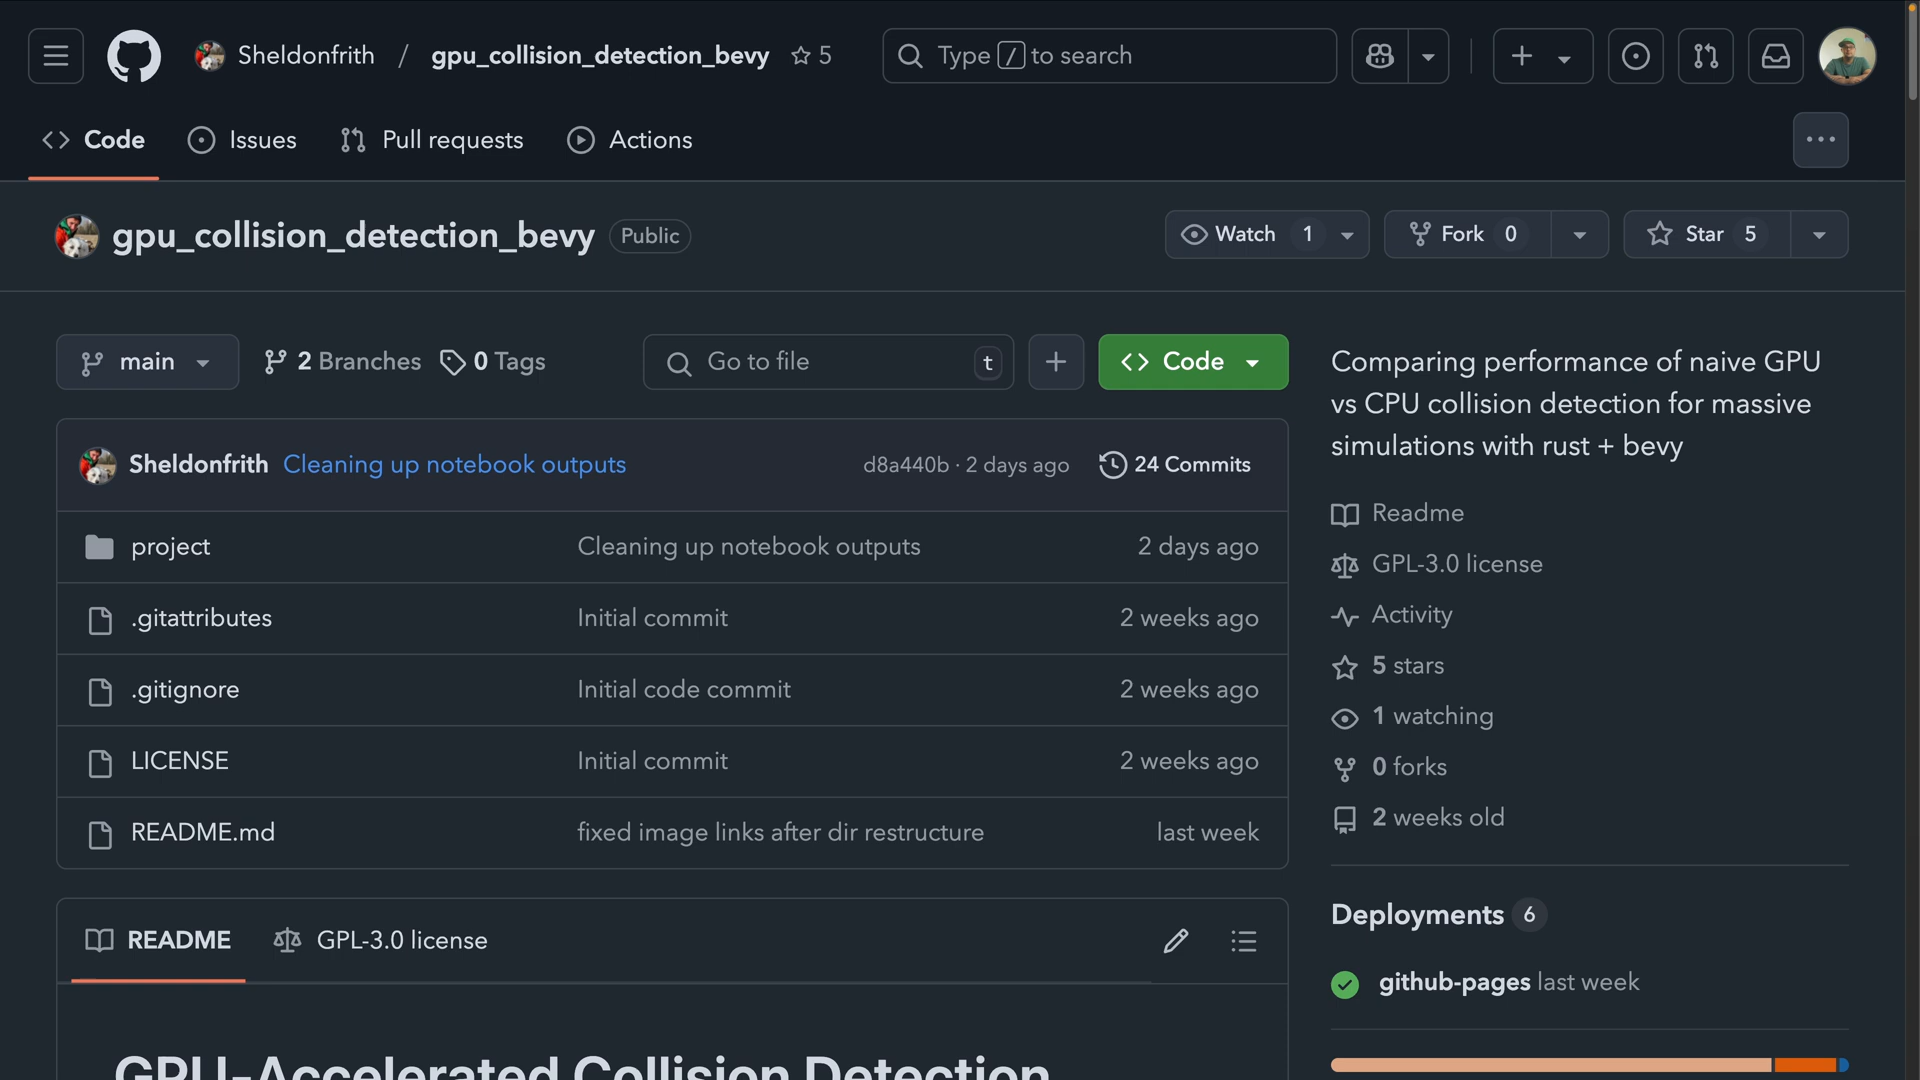 Sheldonfrith / gpu_collision_detection_bevy 5 Type / to search
Code Issues Pull requests Actions
gpu_collision_detection_bevy Public Watch 1 Fork 0 Star 5
main 2 Branches 0 Tags Go to file t Code
Sheldonfrith Cleaning up notebook outputs d8a440b · 2 days ago 24 Commits
project Cleaning up notebook outputs 2 days ago
.gitattributes Initial commit 2 weeks ago
.gitignore Initial code commit 2 weeks ago
LICENSE Initial commit 2 weeks ago
README.md fixed image links after dir restructure last week
README GPL-3.0 license
GPU-Accelerated Collision Detection
Comparing performance of naive GPU
vs CPU collision detection for massive
simulations with rust + bevy
Readme
GPL-3.0 license
Activity
5 stars
1 watching
0 forks
2 weeks old
Deployments 6
github-pages last week